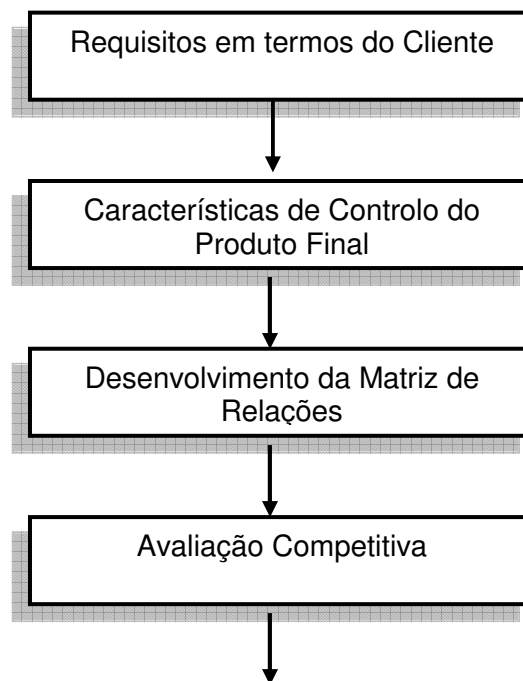 Requisitos em termos do Cliente
Características de Controlo do
Produto Final
Desenvolvimento da Matriz de
Relações
Avaliação Competitiva